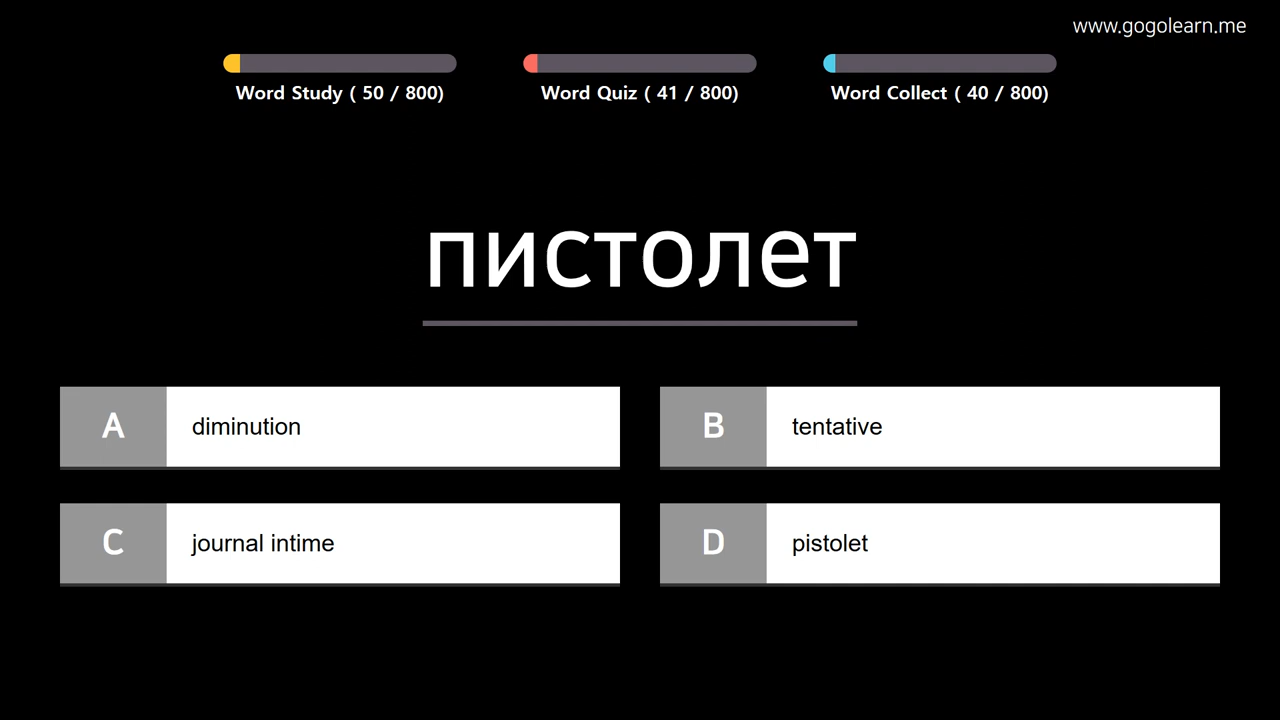 www.gogolearn.me
Word Study ( 50 / 800)
Word Quiz ( 41 / 800)
Word Collect ( 40 / 800)
пистолет
A diminution
B tentative
C journal intime
D pistolet